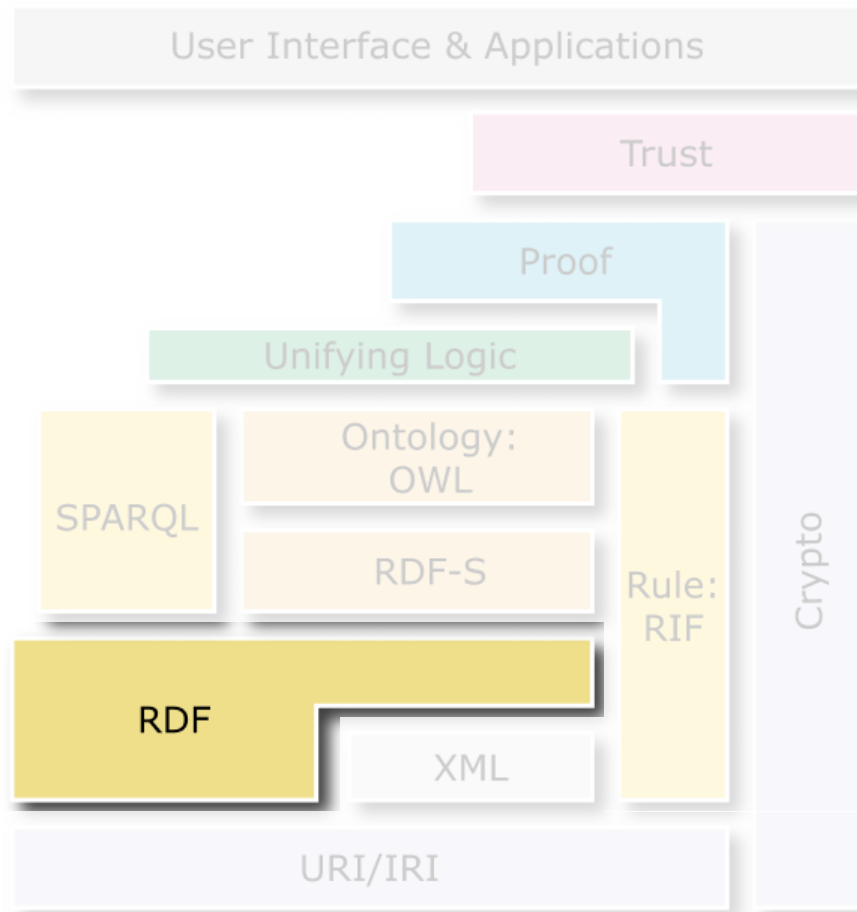 User Interface & Applications
Trust
Proof
Unifying Logic
Ontology:
OWL
SPARQL
RDF-S
Rule:
RIF
Crypto
RDF
XML
URI/IRI